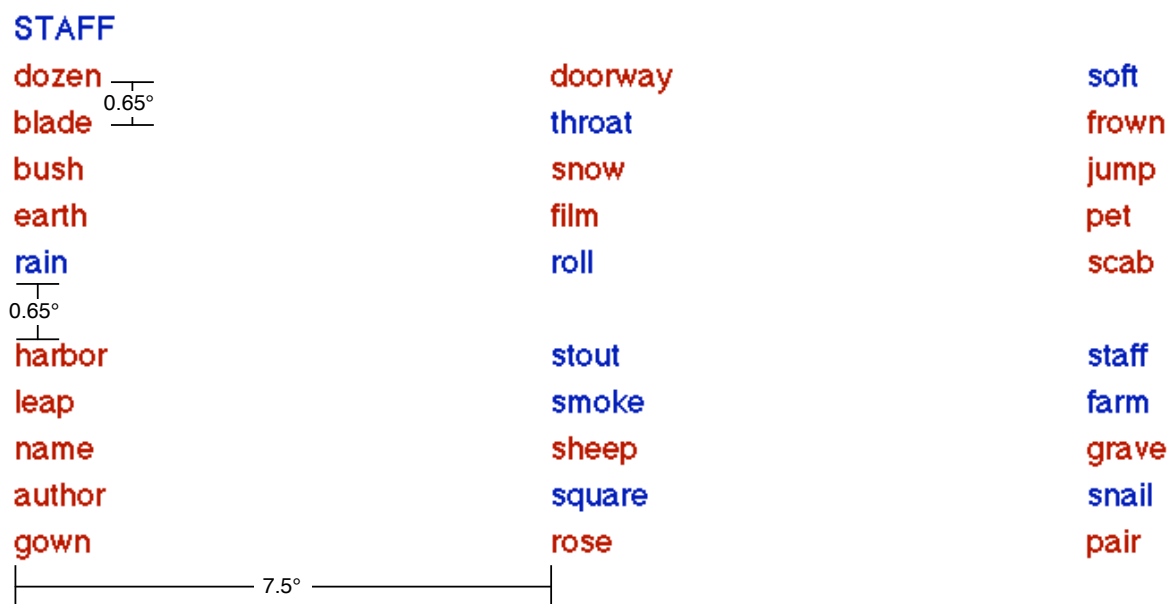 STAFF
dozen doorway soft
0.65°
blade throat frown
bush snow jump
earth film pet
rain roll scab
0.65°
harbor stout staff
leap smoke farm
name sheep grave
author square snail
gown rose pair
7.5°